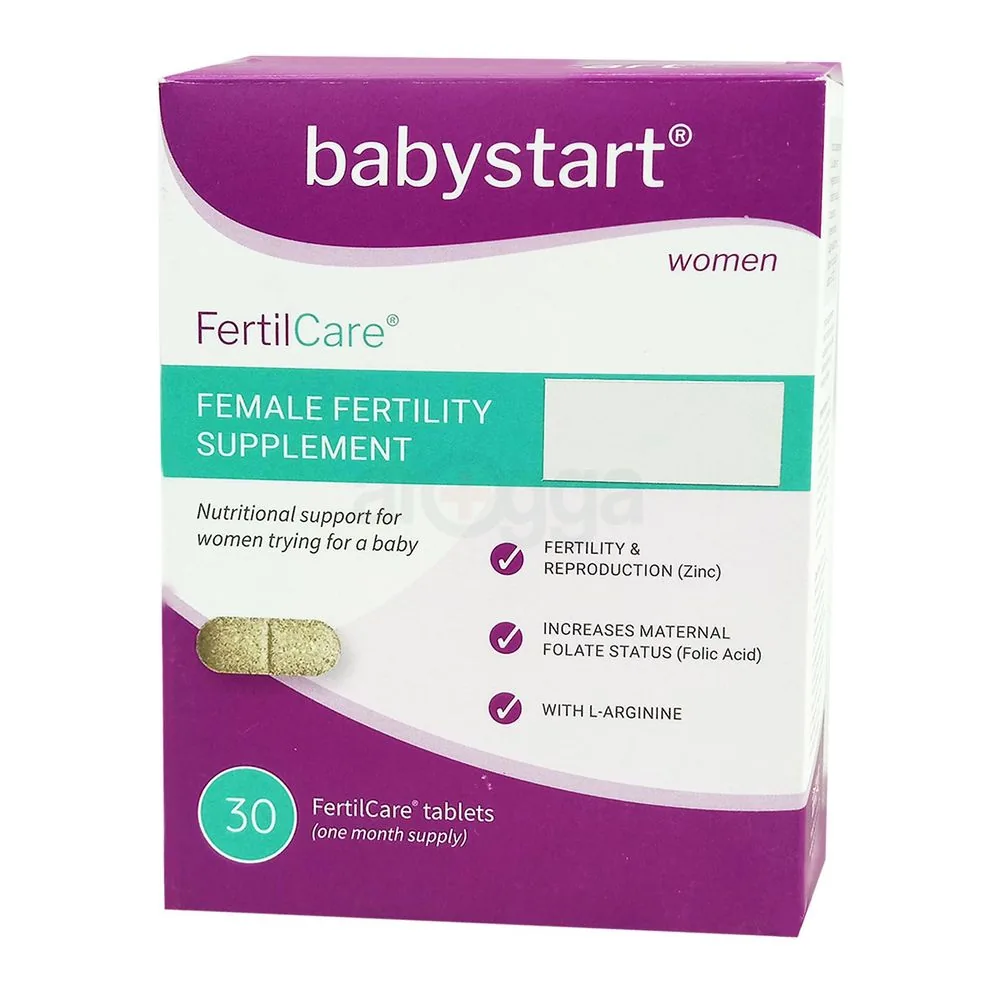 babystart®
women
FertilCare®
FEMALE FERTILITY
SUPPLEMENT
arogga
Nutritional support for
women trying for a baby
FERTILITY &
REPRODUCTION (Zinc)
INCREASES MATERNAL
FOLATE STATUS (Folic Acid)
WITH L-ARGININE
30
FertilCare® tablets
(one month supply)